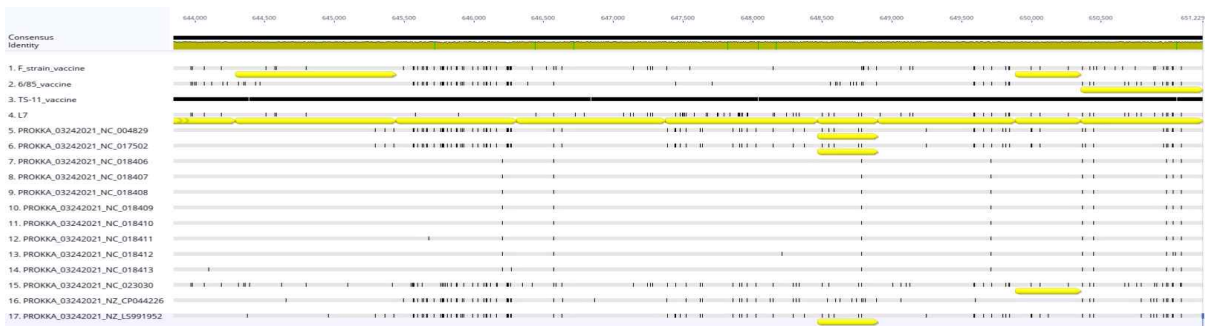 644,000 644,500 645,000 645,500 646,000 646,500 647,000 647,500 648,000 648,500 649,000 649,500 650,000 650,500 651,229
Consensus
Identity
1. F_strain_vaccine
2. 6/85_vaccine
3. TS-11_vaccine
4. L7
5. PROKKA_03242021_NC_004829
6. PROKKA_03242021_NC_017502
7. PROKKA_03242021_NC_018406
8. PROKKA_03242021_NC_018407
9. PROKKA_03242021_NC_018408
10. PROKKA_03242021_NC_018409
11. PROKKA_03242021_NC_018410
12. PROKKA_03242021_NC_018411
13. PROKKA_03242021_NC_018412
14. PROKKA_03242021_NC_018413
15. PROKKA_03242021_NC_023030
16. PROKKA_03242021_NZ_CP044226
17. PROKKA_03242021_NZ_LS991952